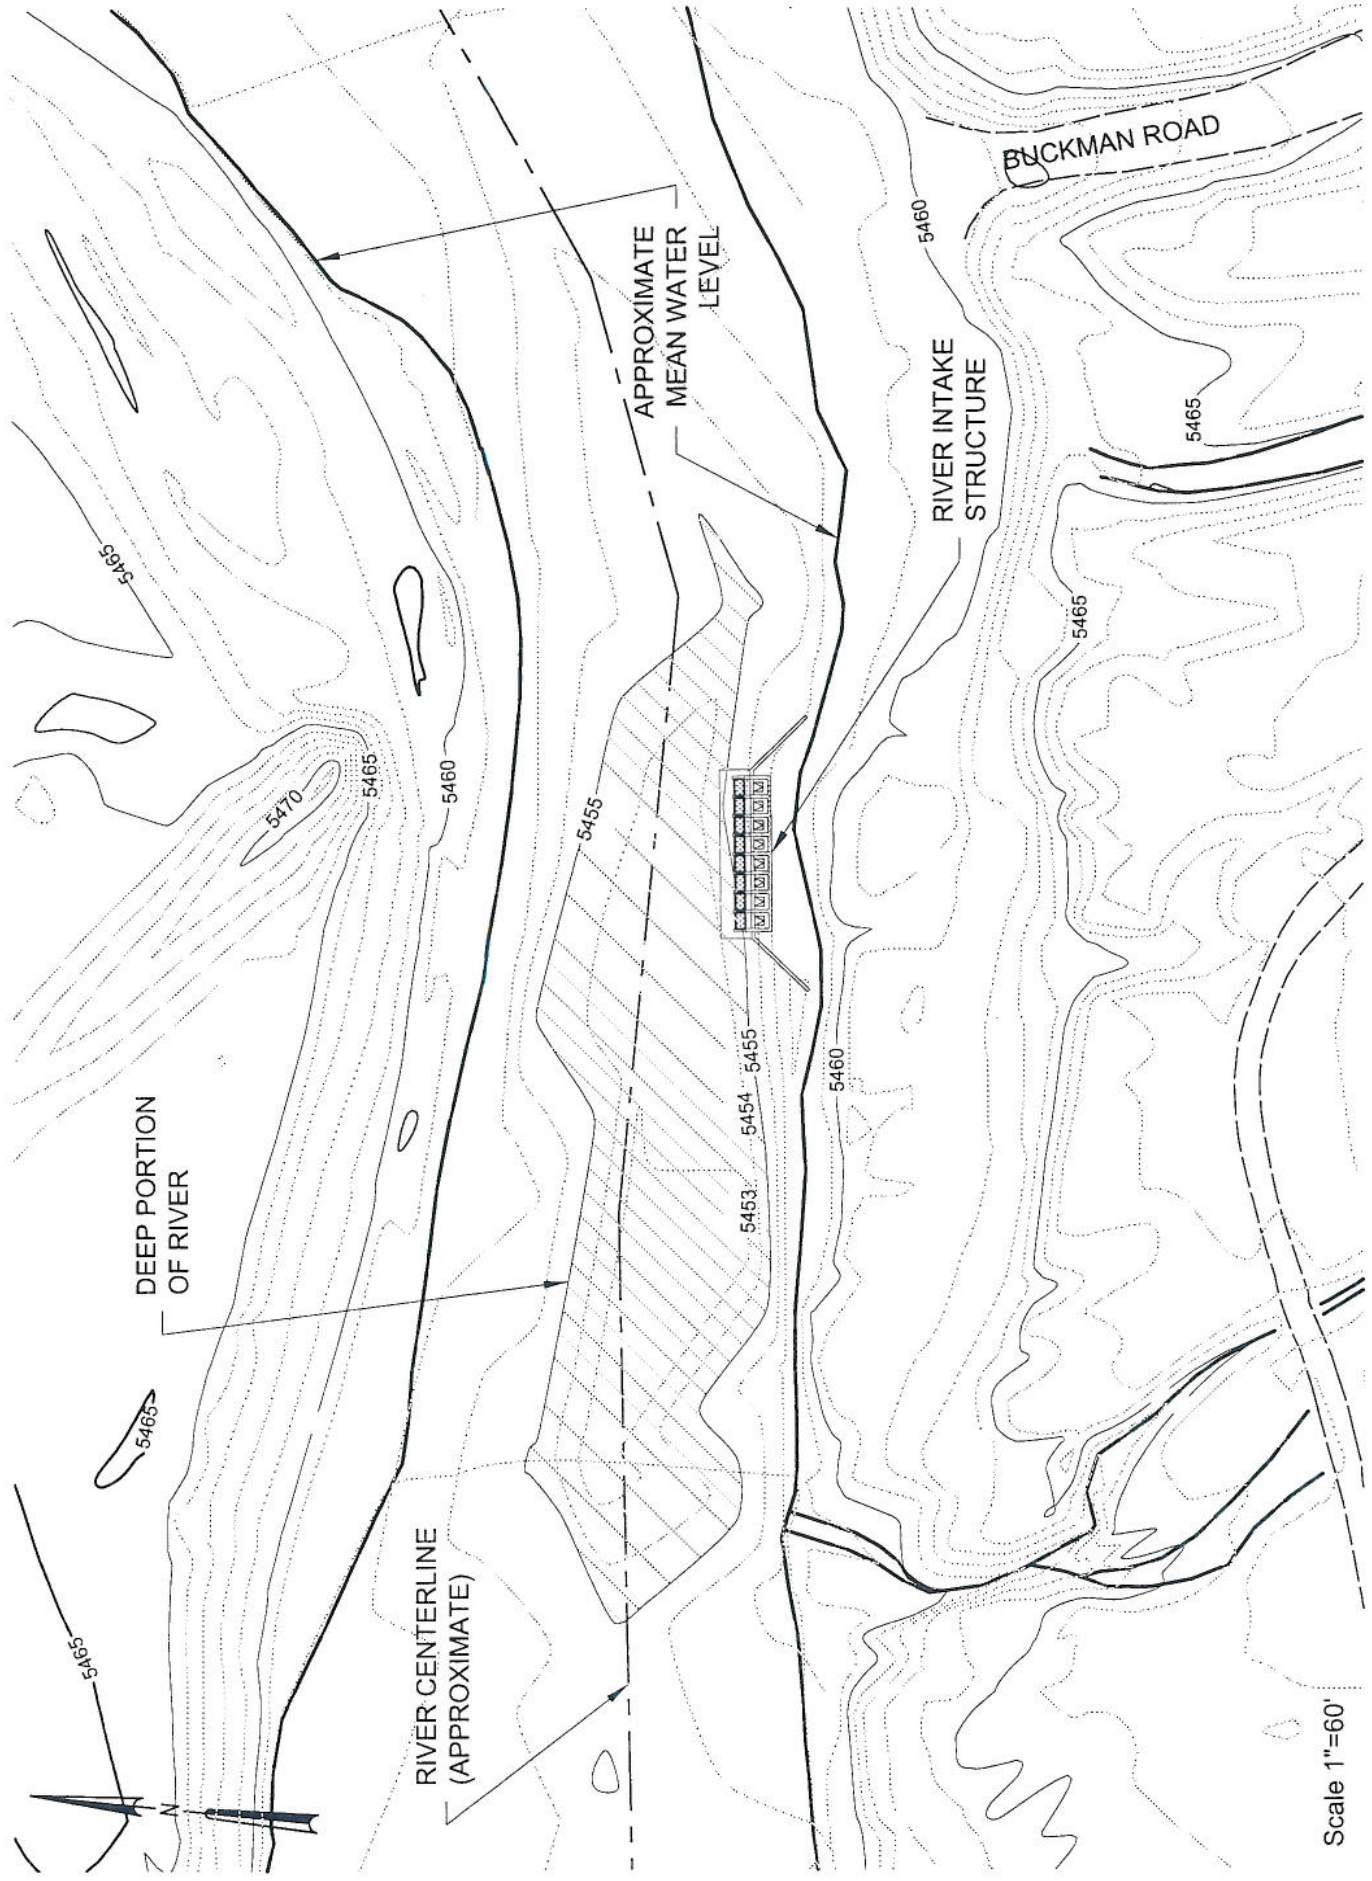 BUCKMAN ROAD
5460
APPROXIMATE
MEAN WATER
LEVEL
RIVER INTAKE
STRUCTURE
5465
5465
5465
5470
5465
5460
5455
5455
5454
5453
5460
DEEP PORTION
OF RIVER
5465
5465
RIVER CENTERLINE
(APPROXIMATE)
N
Scale 1"=60'